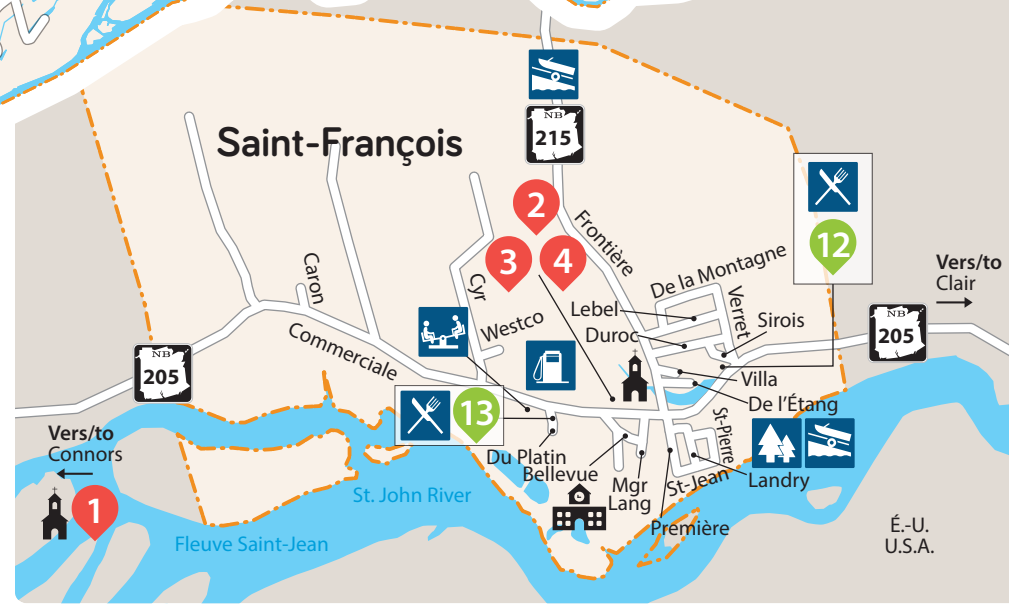 Saint-François
NB
215
2
3
4
12
Frontière
De la Montagne
Verret
Vers/to
Clair
NB
205
Caron
Cyr
Westco
Lebel
Duroc
Sirois
Commerciale
NB
205
Villa
De l'Étang
13
Vers/to
Connors
1
Du Platin
Bellevue
Mgr
Lang
St-Pierre
St-Jean
Landry
Première
St. John River
Fleuve Saint-Jean
É.-U.
U.S.A.